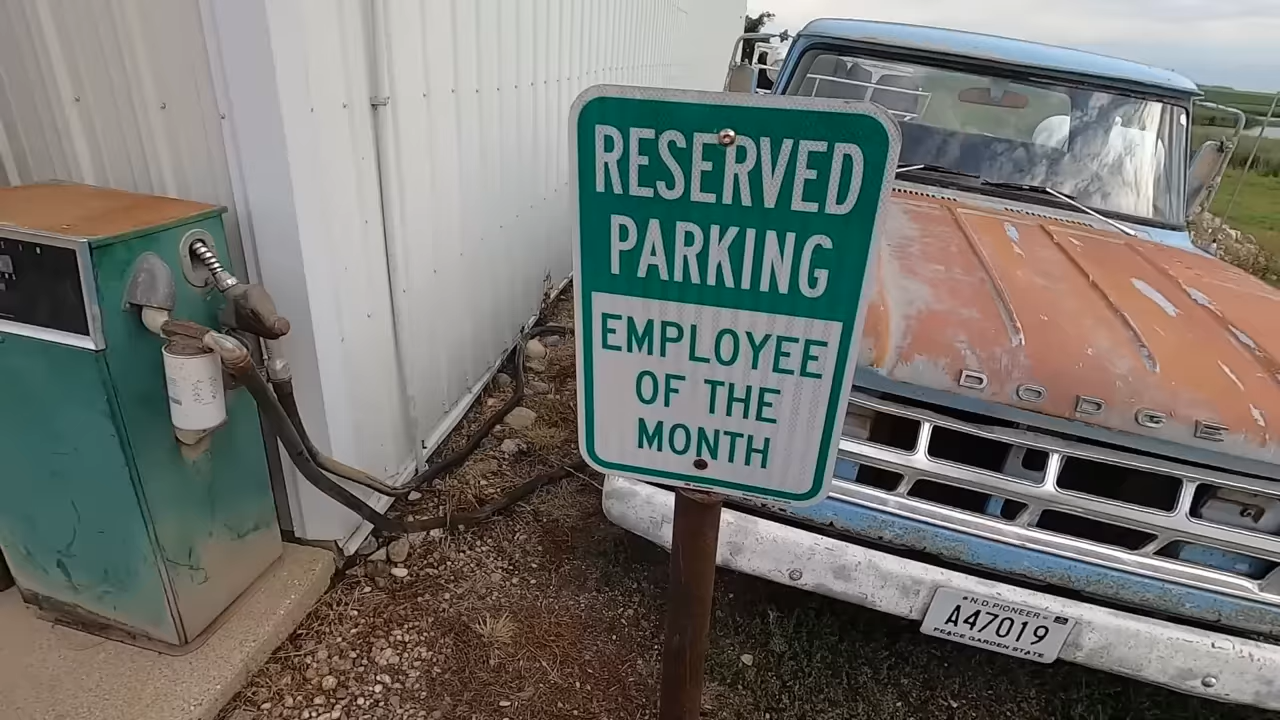 RESERVED
PARKING
EMPLOYEE
OF THE
MONTH
DODGE
N.D. PIONEER
A47019
PEACE GARDEN STATE